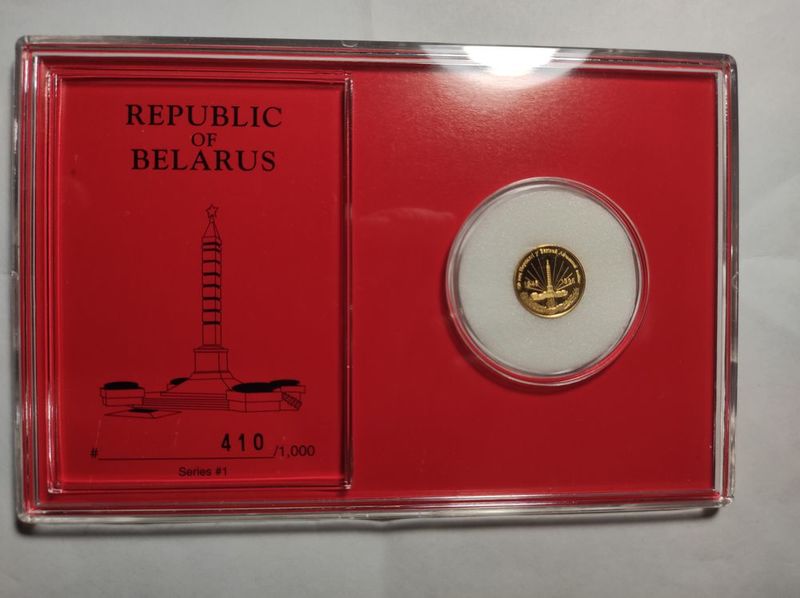 REPUBLIC
OF
BELARUS
# 410 /1,000
Series #1